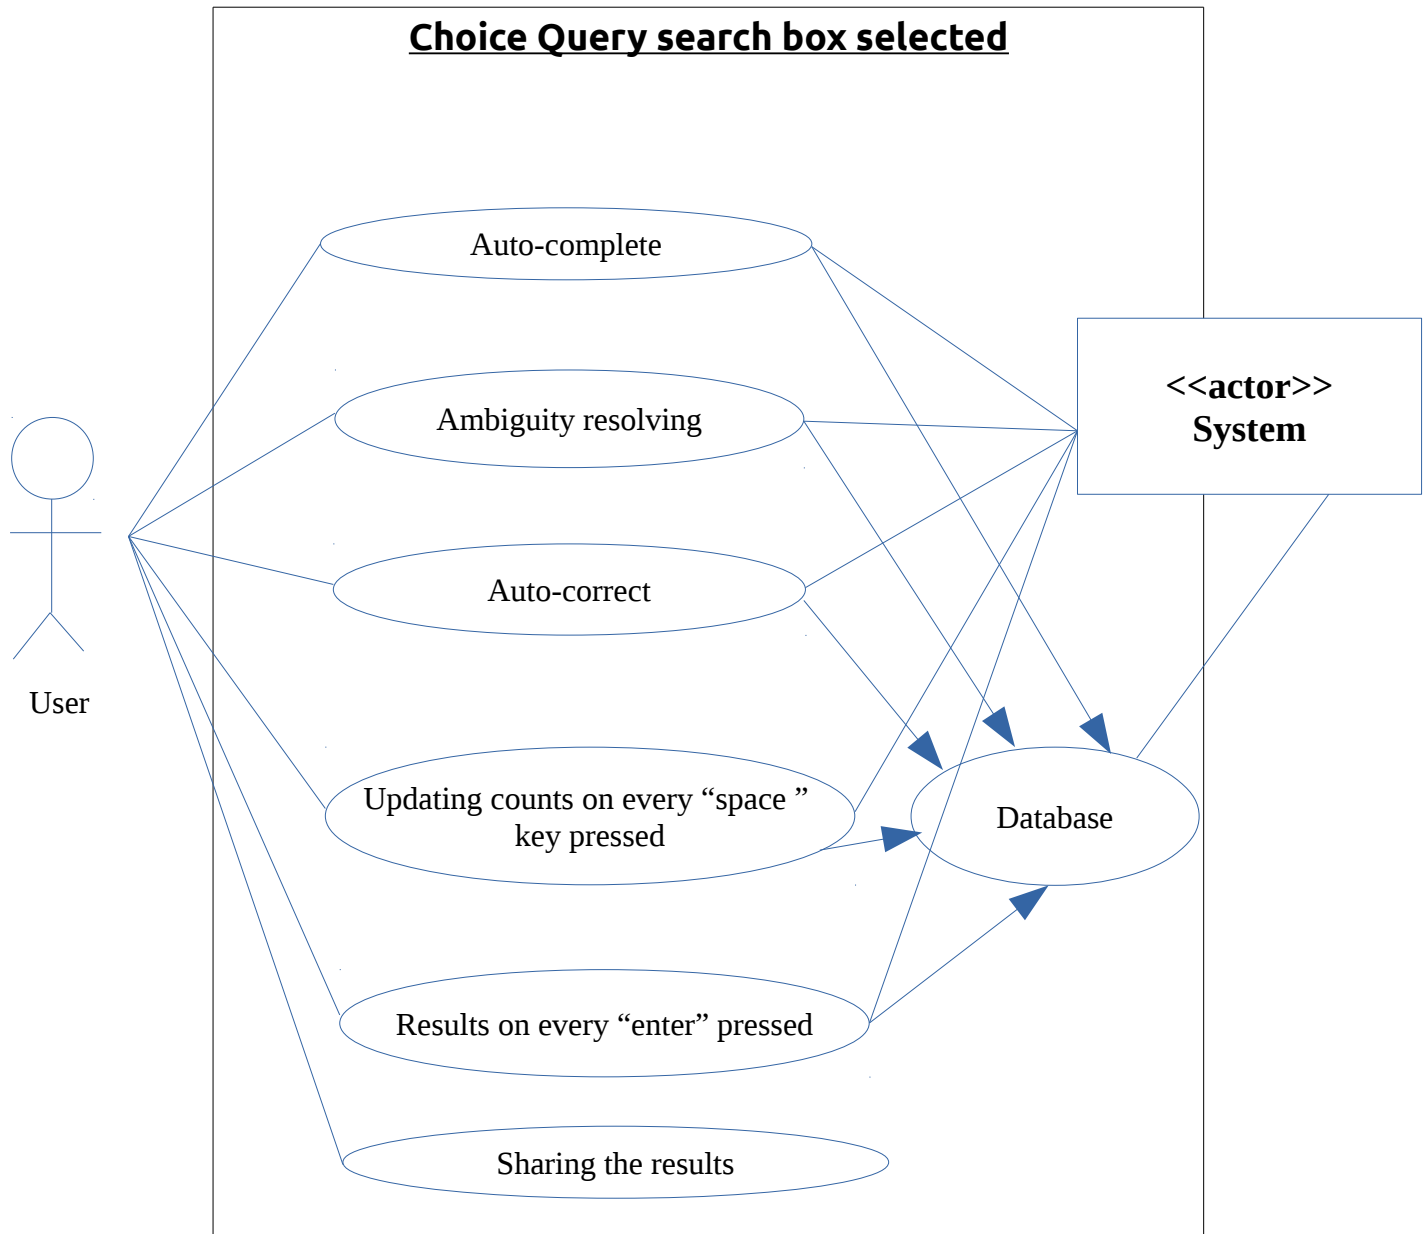 Choice Query search box selected
Auto-complete
<<actor>>
System
Ambiguity resolving
Auto-correct
User
Updating counts on every “space ”
key pressed
Database
Results on every “enter” pressed
Sharing the results